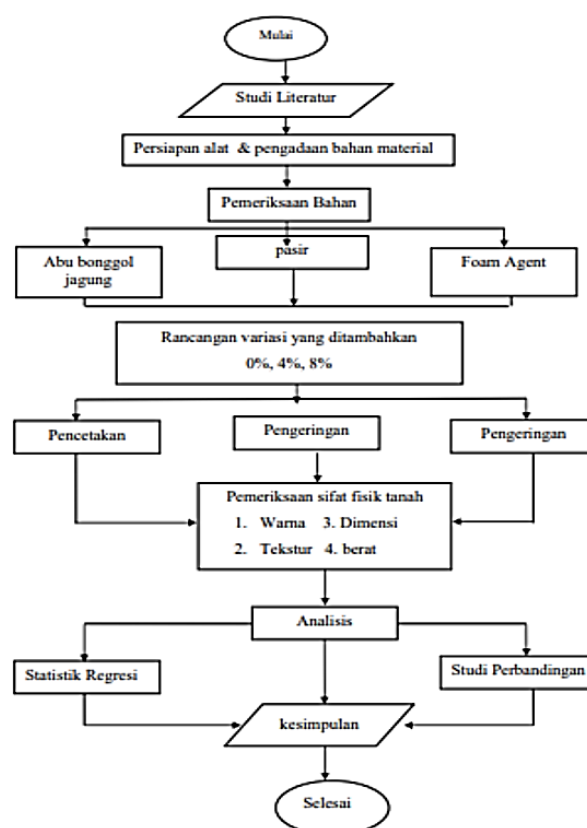 Mulai
Studi Literatur
Persiapan alat & pengadaan bahan material
Pemeriksaan Bahan
Abu bonggol
jagung
pasir
Foam Agent
Rancangan variasi yang ditambahkan
0%, 4%, 8%
Pencetakan
Pengeringan
Pengeringan
Pemeriksaan sifat fisik tanah
1. Warna 3. Dimensi
2. Tekstur 4. berat
Analisis
Statistik Regresi
Studi Perbandingan
kesimpulan
Selesai